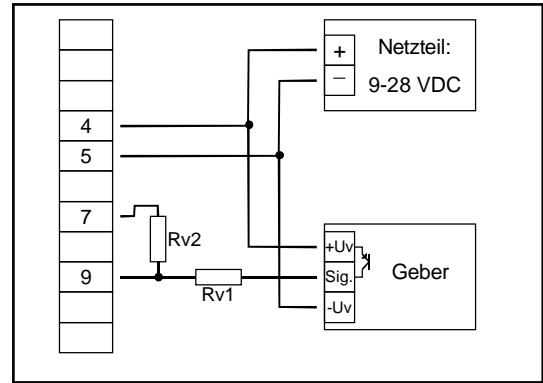 4
5
7
9
Rv2
Rv1
+
−
Netzteil:
9-28 VDC
+Uv
Sig.
-Uv
Geber